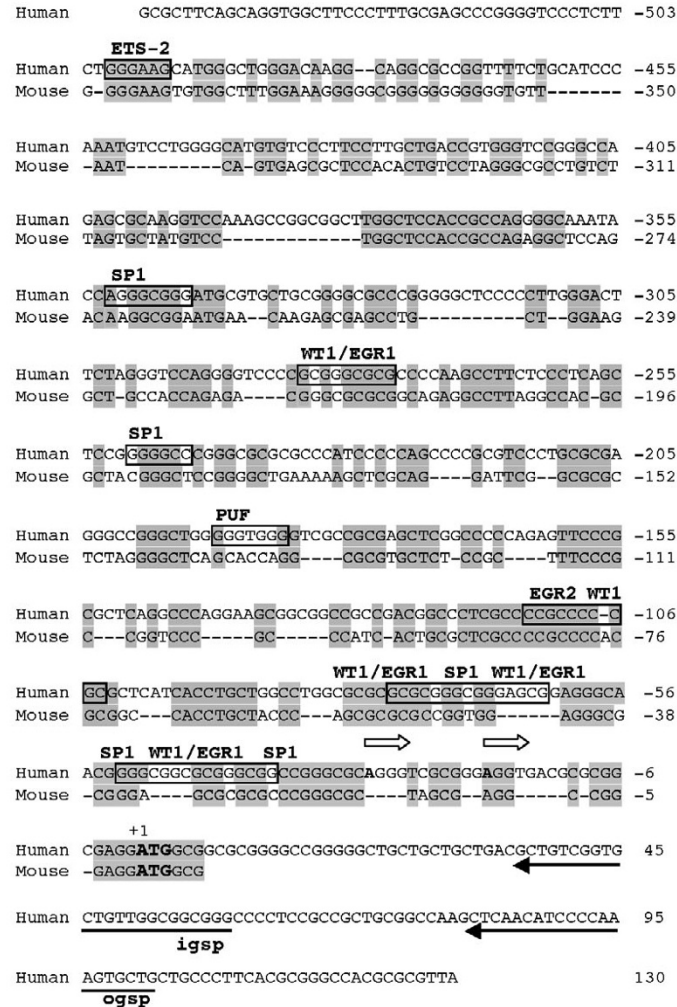 Human GCGCTTCAGCAGGTGGCTTCCCTTTGCGAGCCCGGGGTCCCTCTT -503
ETS-2
Human CTGGGAAGCATGGGCTGGGACAAGG--CAGGCGCCGGTTTTCTGCATCCC -455
Mouse G-GGGAAGTGTGGCTTTGGAAAGGGGGCGGGGGGGGGGTGTT------- -350
Human AAATGTCCTGGGGCATGTGTCCCTTCCTTGCTGACCGTGGGTCCGGGCCA -405
Mouse -AAT----------CA-GTGAGCGCTCCACACTGTCCTAGGGCGCCTGTCT -311
Human GAGCGCAAGGTCCAAAGCCGGCGGCTTGGCTCCACCGCCAGGGGCAAATA -355
Mouse TAGTGCTATGTCC-------------TGGCTCCACCGCCAGAGGCTCCAG -274
SP1
Human CCAGGGCGGGATGCGTGCTGCGGGGCGCCCGGGGGCTCCCCCTTGGGACT -305
Mouse ACAAGGCGGAATGAA--CAAGAGCGAGCCTG---------CT--GGAAG -239
WT1/EGR1
Human TCTAGGGTCCAGGGGTCCCCGCGGGCGCGCCCCAAGCCTTCTCCCTCAGC -255
Mouse GCT-GCCACCAGAGA----CGGGCGCGCGGCAGAGGCCTTAGGCCAC-GC -196
SP1
Human TCCGGGGGCCCGGGCGCGCGCCCATCCCCCAGCCCCGCGTCCCTGCGCGA -205
Mouse GCTACGGGCTCCGGGGCTGAAAAAGCTCGCAG----GATTCG--GCGCGC -152
PUF
Human GGGCCGGGCTGGGGGTGGGGTCGCCGCGAGCTCGGCCCCCAGAGTTCCCG -155
Mouse TCTAGGGGCTCAGCACCAGG----CGCGTGCTCT-CCGC----TTTCCCG -111
EGR2 WT1
Human CGCTCAGGCCCAGGAAGCGGCGGCCGCCGACGGCCCTCGCCCCGCCCC-C -106
Mouse C---CGGTCCC-----GC-----CCATC-ACTGCGCTCGCCCCGCCCCAC -76
WT1/EGR1 SP1 WT1/EGR1
Human GCGCTCATCACCTGCTGGCCTGGCGCGCGCGCGGGCGGGAGCGGAGGGCA -56
Mouse GCGGC---CACCTGCTACCC---AGCGCGCGCCGGTGG-----AGGGCG -38
SP1 WT1/EGR1 SP1
Human ACGGGGCGGCGCGGGCGGCCGGGCGCAGGGTCGCGGGAGGTGACGCGCGG -6
Mouse -CGGGA----GCGCGCGCCCGGGCGC----TAGCG--AGG-----C-CGG -5
+1
Human CGAGGATGGCGGCGCGGGGCCGGGGGCTGCTGCTGCTGACGCTGTCGGTG 45
Mouse -GAGGATGGCG
Human CTGTTGGCGGCGGGCCCCTCCGCCGCTGCGGCCAAGCTCAACATCCCCAA 95
igsp
Human AGTGCTGCTGCCCTTCACGCGGGCCACGCGCGTTA 130
ogsp